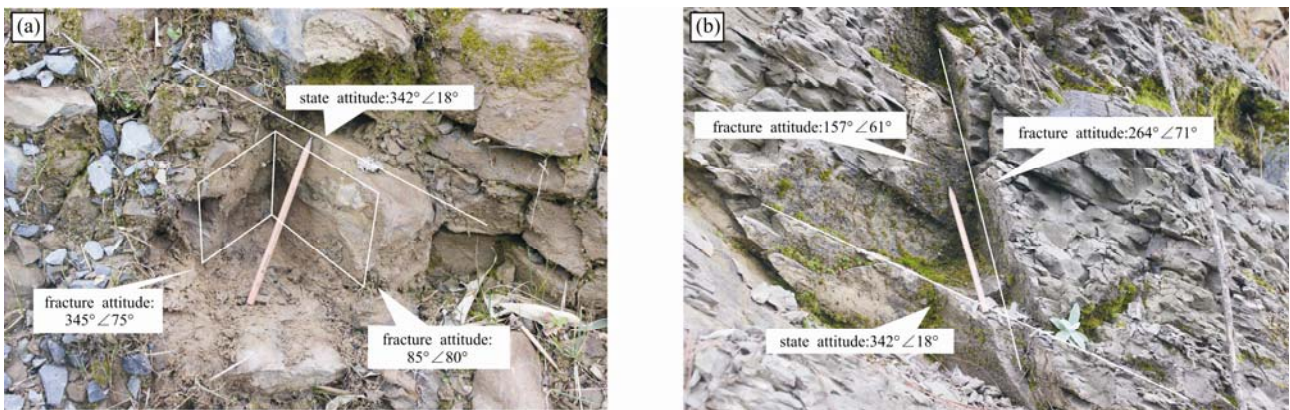 (a)
state attitude:342°∠18°
fracture attitude:
345°∠75°
fracture attitude:
85°∠80°
(b)
fracture attitude:157°∠61°
fracture attitude:264°∠71°
state attitude:342°∠18°